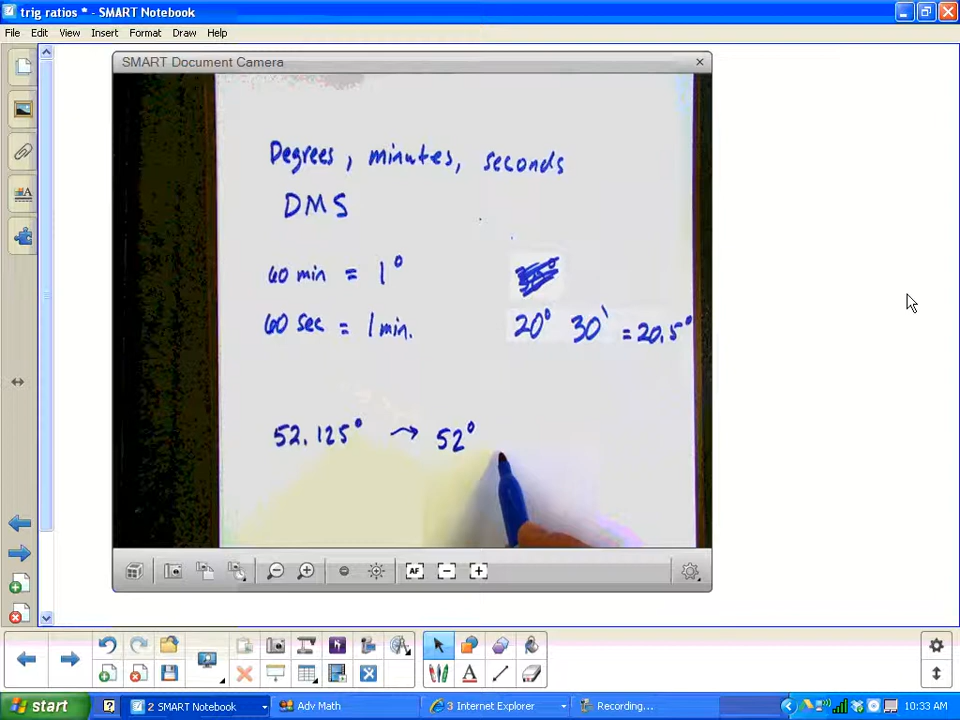 trig ratios * - SMART Notebook
File Edit View Insert Format Draw Help
SMART Document Camera
Degrees, minutes, seconds
DMS
60 min = 1°
60 sec = 1 min.
20° 30' = 20.5°
52.125° → 52°
AF
start
2 SMART Notebook
Adv Math
3 Internet Explorer
Recording...
10:33 AM